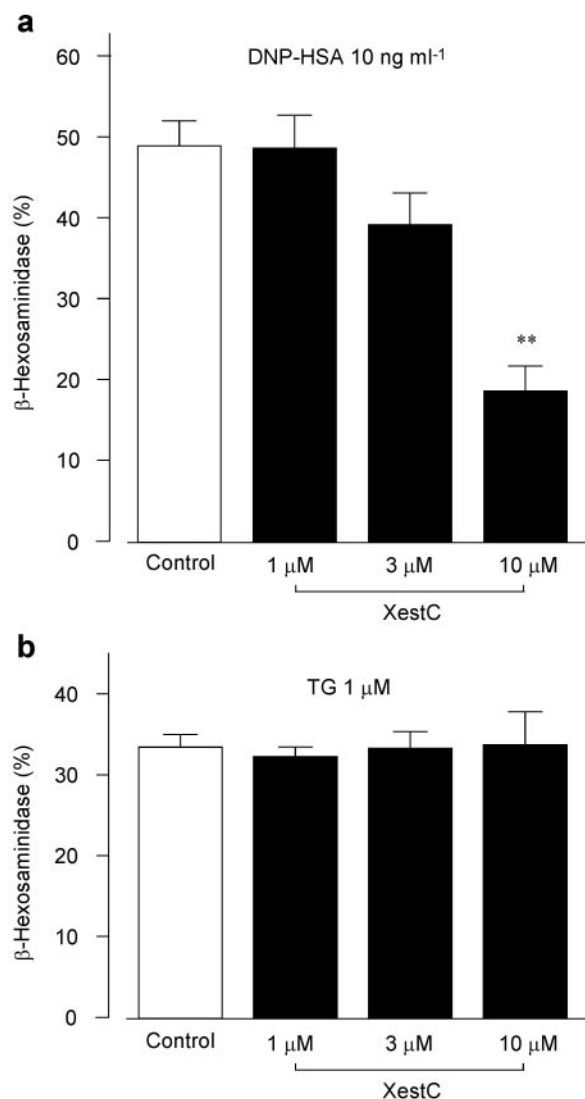 a
DNP-HSA 10 ng ml-1
β-Hexosaminidase (%)
60
50
40
30
20
10
0
**
Control
1 μM
3 μM
10 μM
XestC
b
TG 1 μM
β-Hexosaminidase (%)
40
30
20
10
0
Control
1 μM
3 μM
10 μM
XestC